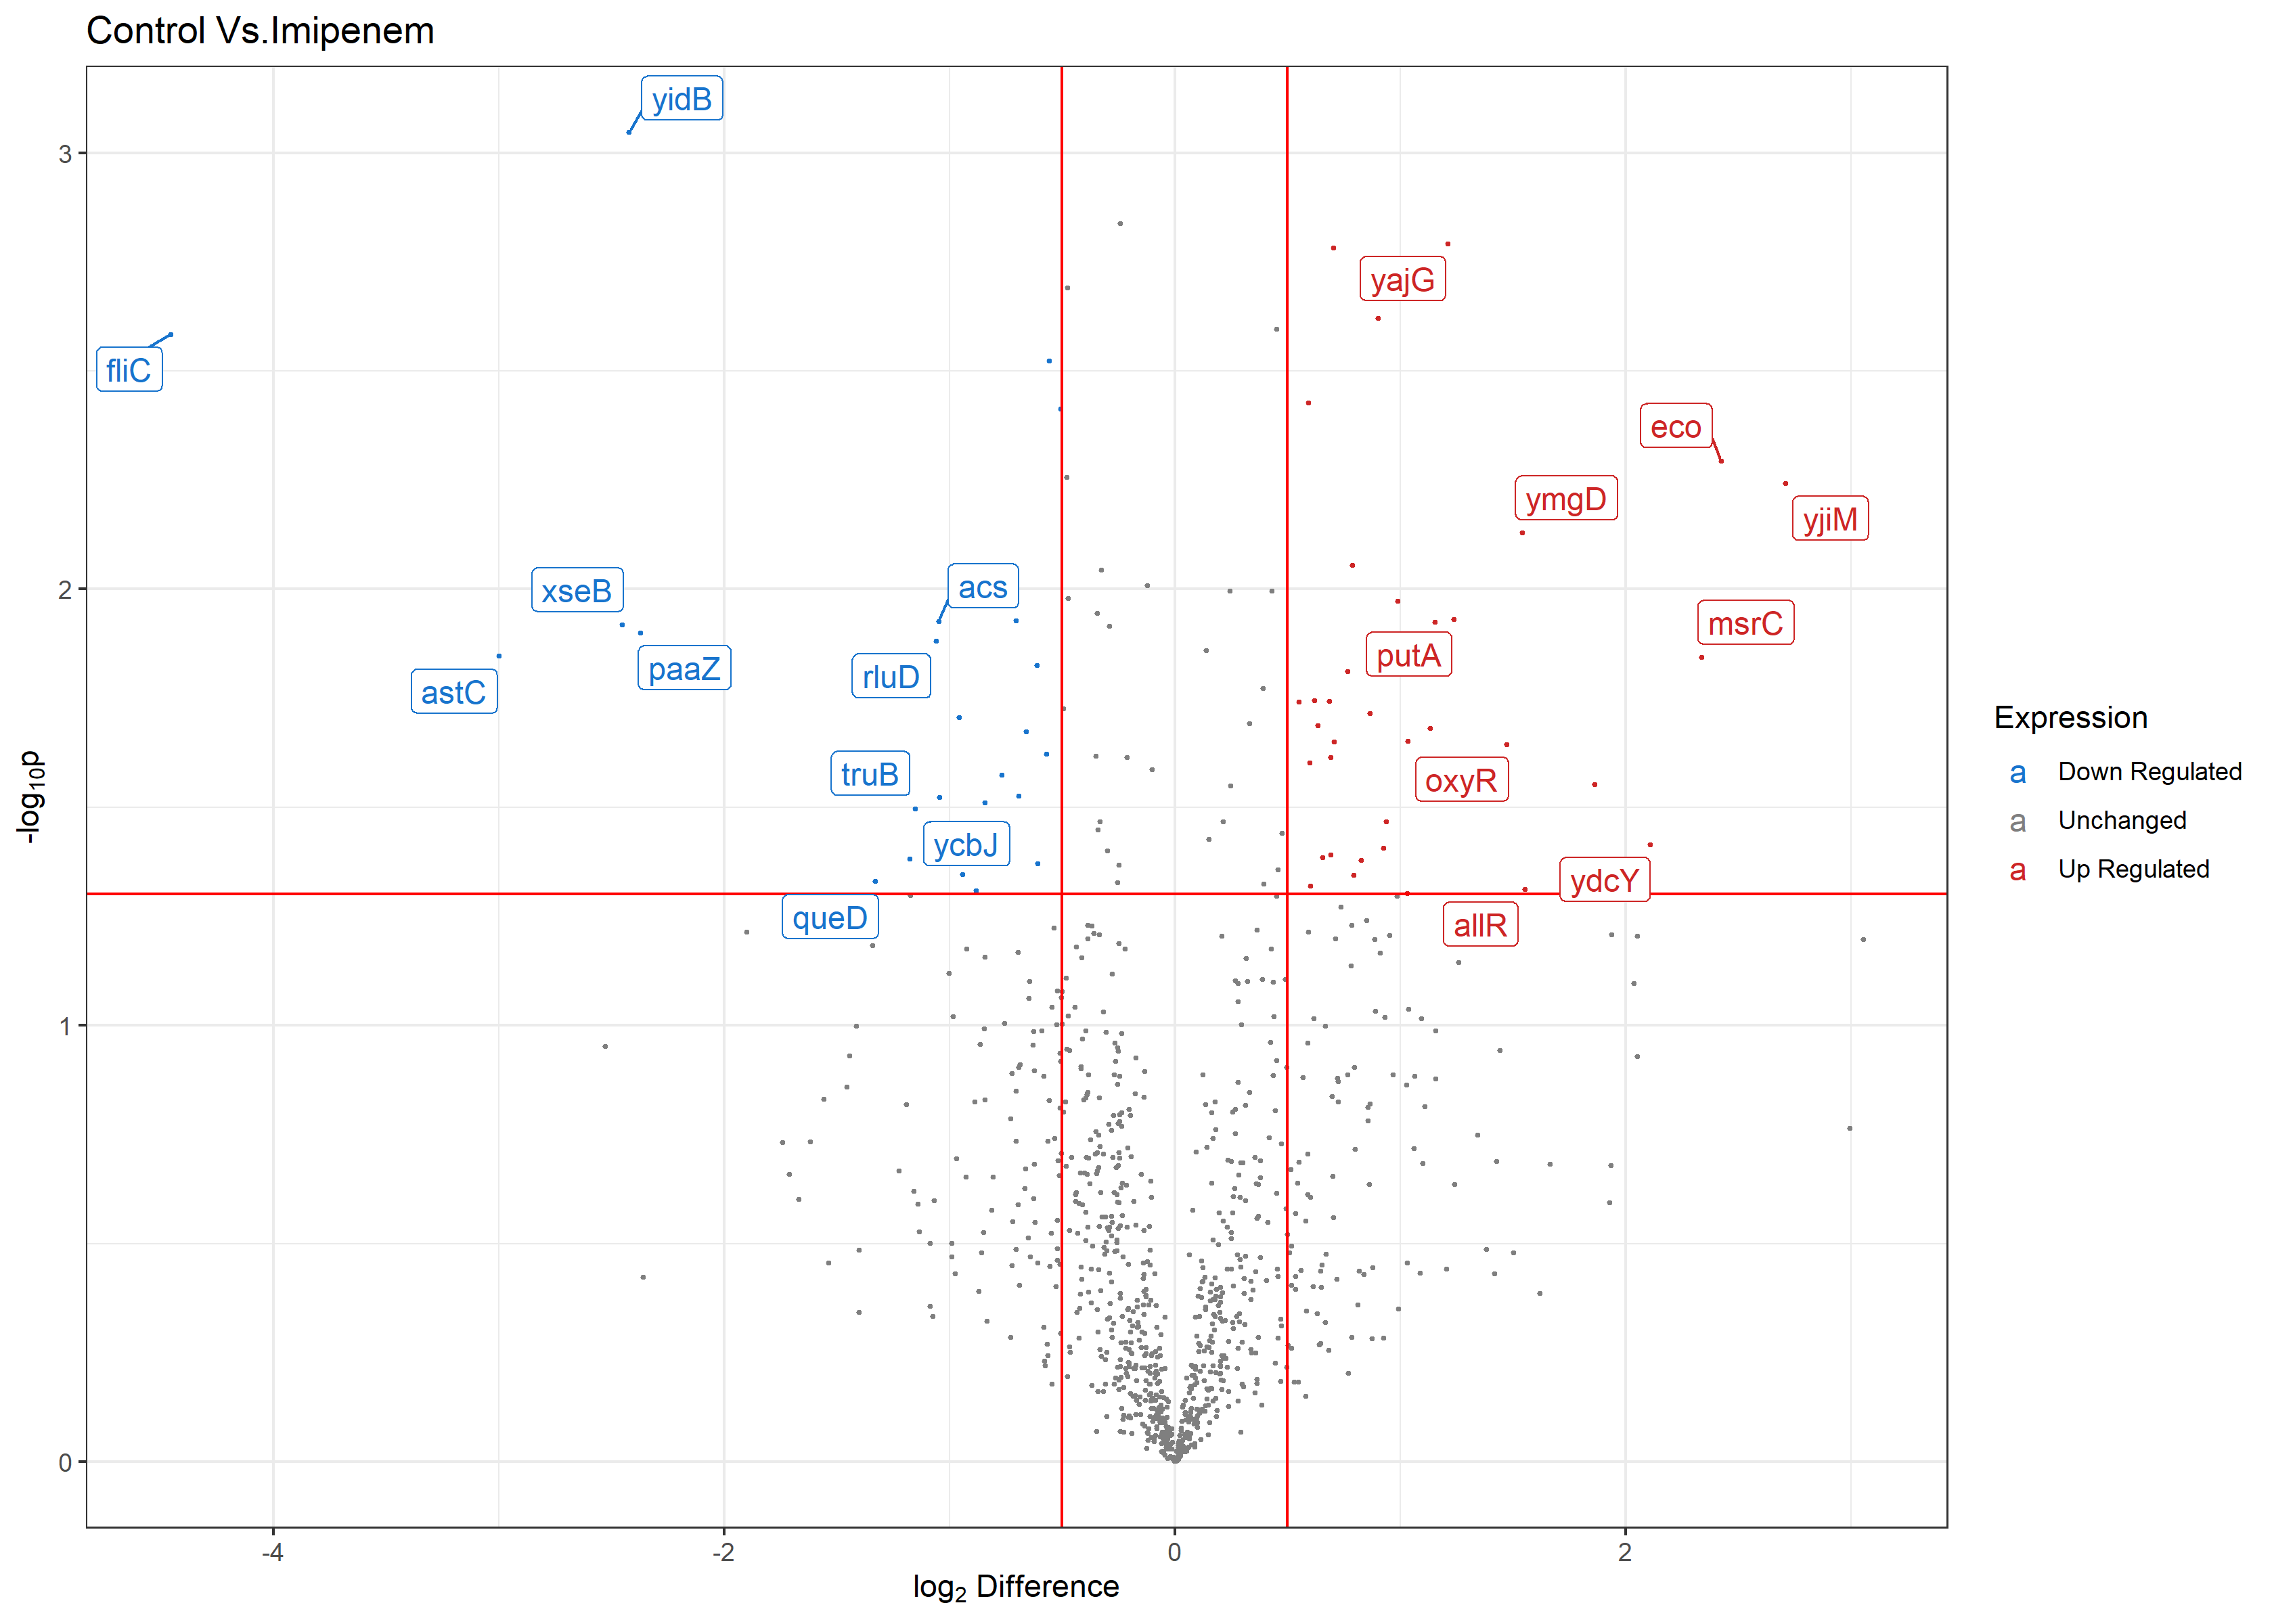 Control Vs.Imipenem
yidB
3
yajG
fliC
eco
ymgD
yjiM
2
xseB
acs
msrC
putA
paaZ
rluD
astC
Expression
truB
oxyR
Down Regulated
-log10p
ycbJ
Unchanged
ydcY
a Up Regulated
queD
allR
1
0
-4 -2 0 2
log2 Difference